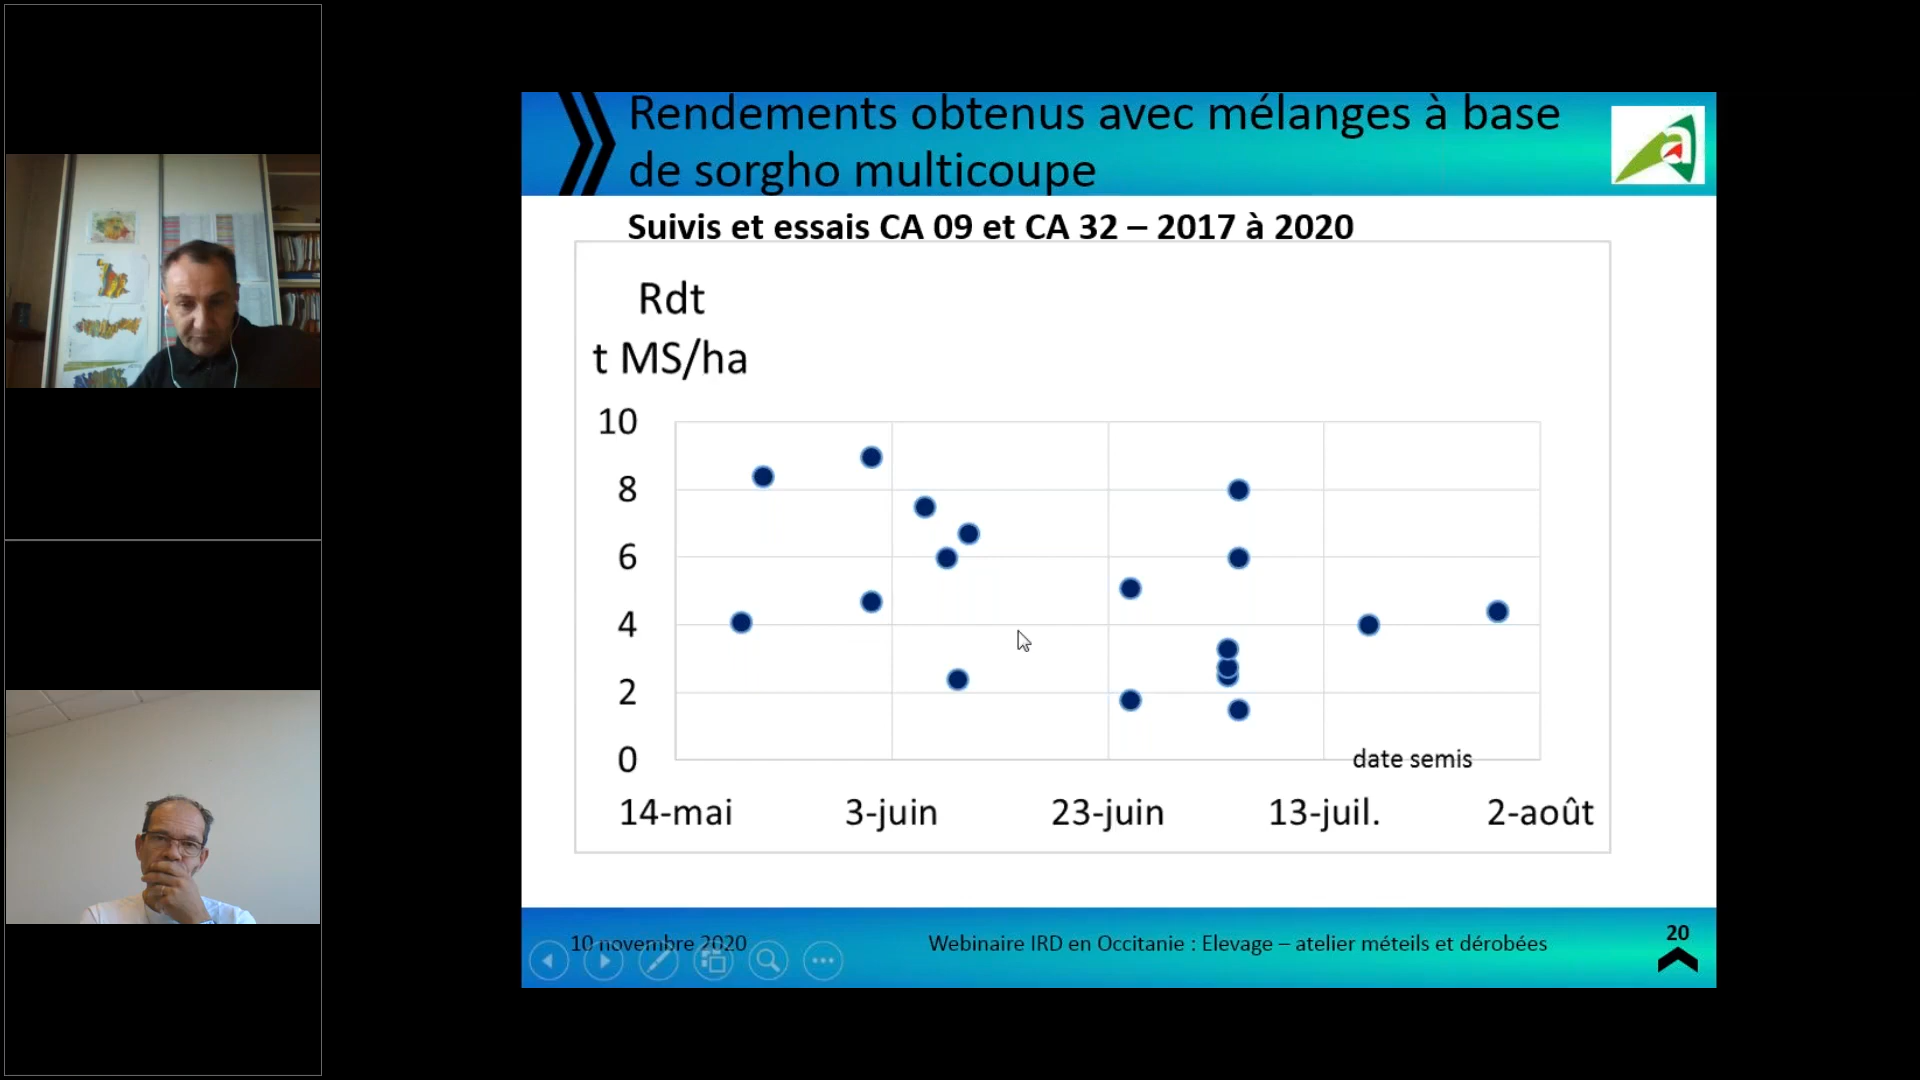 Rendements obtenus avec mélanges à base
de sorgho multicoupe
Suivis et essais CA 09 et CA 32 – 2017 à 2020
Rdt
t MS/ha
10
8
6
4
2
0
date semis
14-mai
3-juin
23-juin
13-juil.
2-août
10 novembre 2020
Webinaire IRD en Occitanie : Elevage – atelier méteils et dérobées
20